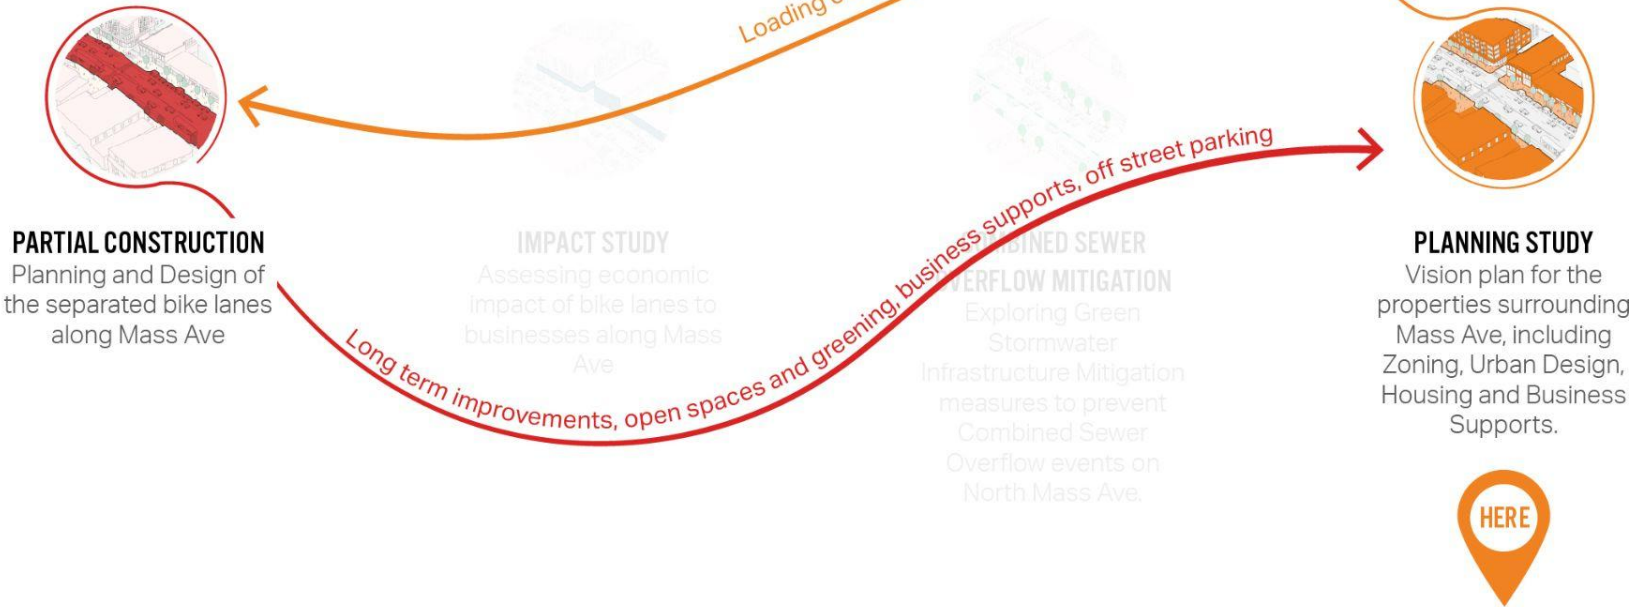 Loading
PARTIAL CONSTRUCTION
Planning and Design of
the separated bike lanes
along Mass Ave
IMPACT STUDY
Assessing economic
impact of bike lanes to
businesses along Mass
Ave
COMBINED SEWER
OVERFLOW MITIGATION
Exploring Green
Stormwater
Infrastructure Mitigation
measures to prevent
Combined Sewer
Overflow events on
North Mass Ave.
Long term improvements, open spaces and greening, business supports, off street parking
PLANNING STUDY
Vision plan for the
properties surrounding
Mass Ave, including
Zoning, Urban Design,
Housing and Business
Supports.
HERE